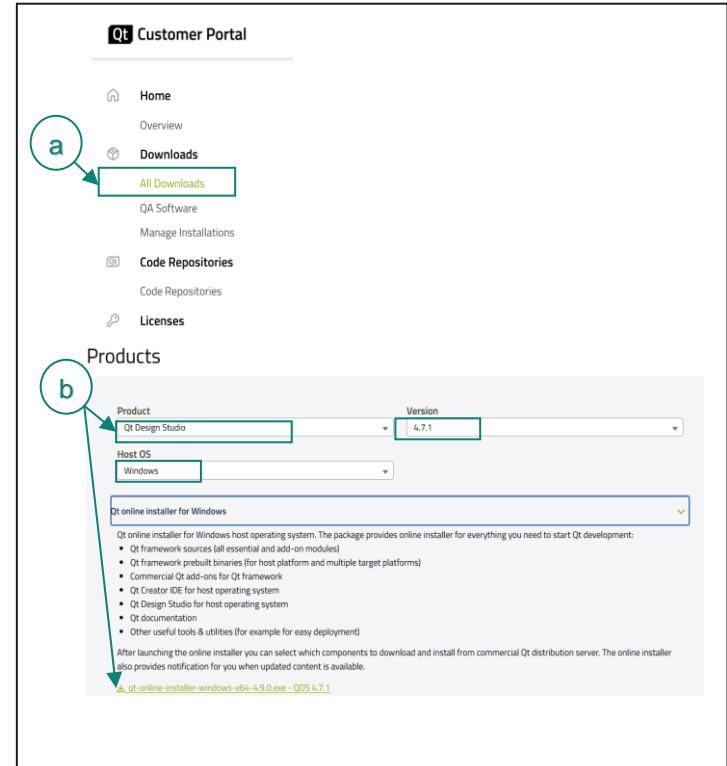 Qt Customer Portal
Home
Overview
a
Downloads
All Downloads
QA Software
Manage Installations
Qt
Code Repositories
Code Repositories
Licenses
Products
b
Product
Version
Qt Design Studio
4.7.1
Host OS
Windows
Qt online installer for Windows
Qt online installer for Windows host operating system. The package provides online installer for everything you need to start Qt development:
• Qt framework sources (all essential and add-on modules)
• Qt framework prebuilt binaries (for host platform and multiple target platforms)
• Commercial Qt add-ons for Qt framework
• Qt Creator IDE for host operating system
• Qt Design Studio for host operating system
• Qt documentation
• Other useful tools & utilities (for example for easy deployment)
After launching the online installer you can select which components to download and install from commercial Qt distribution server. The online installer
also provides notification for you when updated content is available.
qt-online-installer-windows-x64-4.9.0.exe - QDS 4.7.1